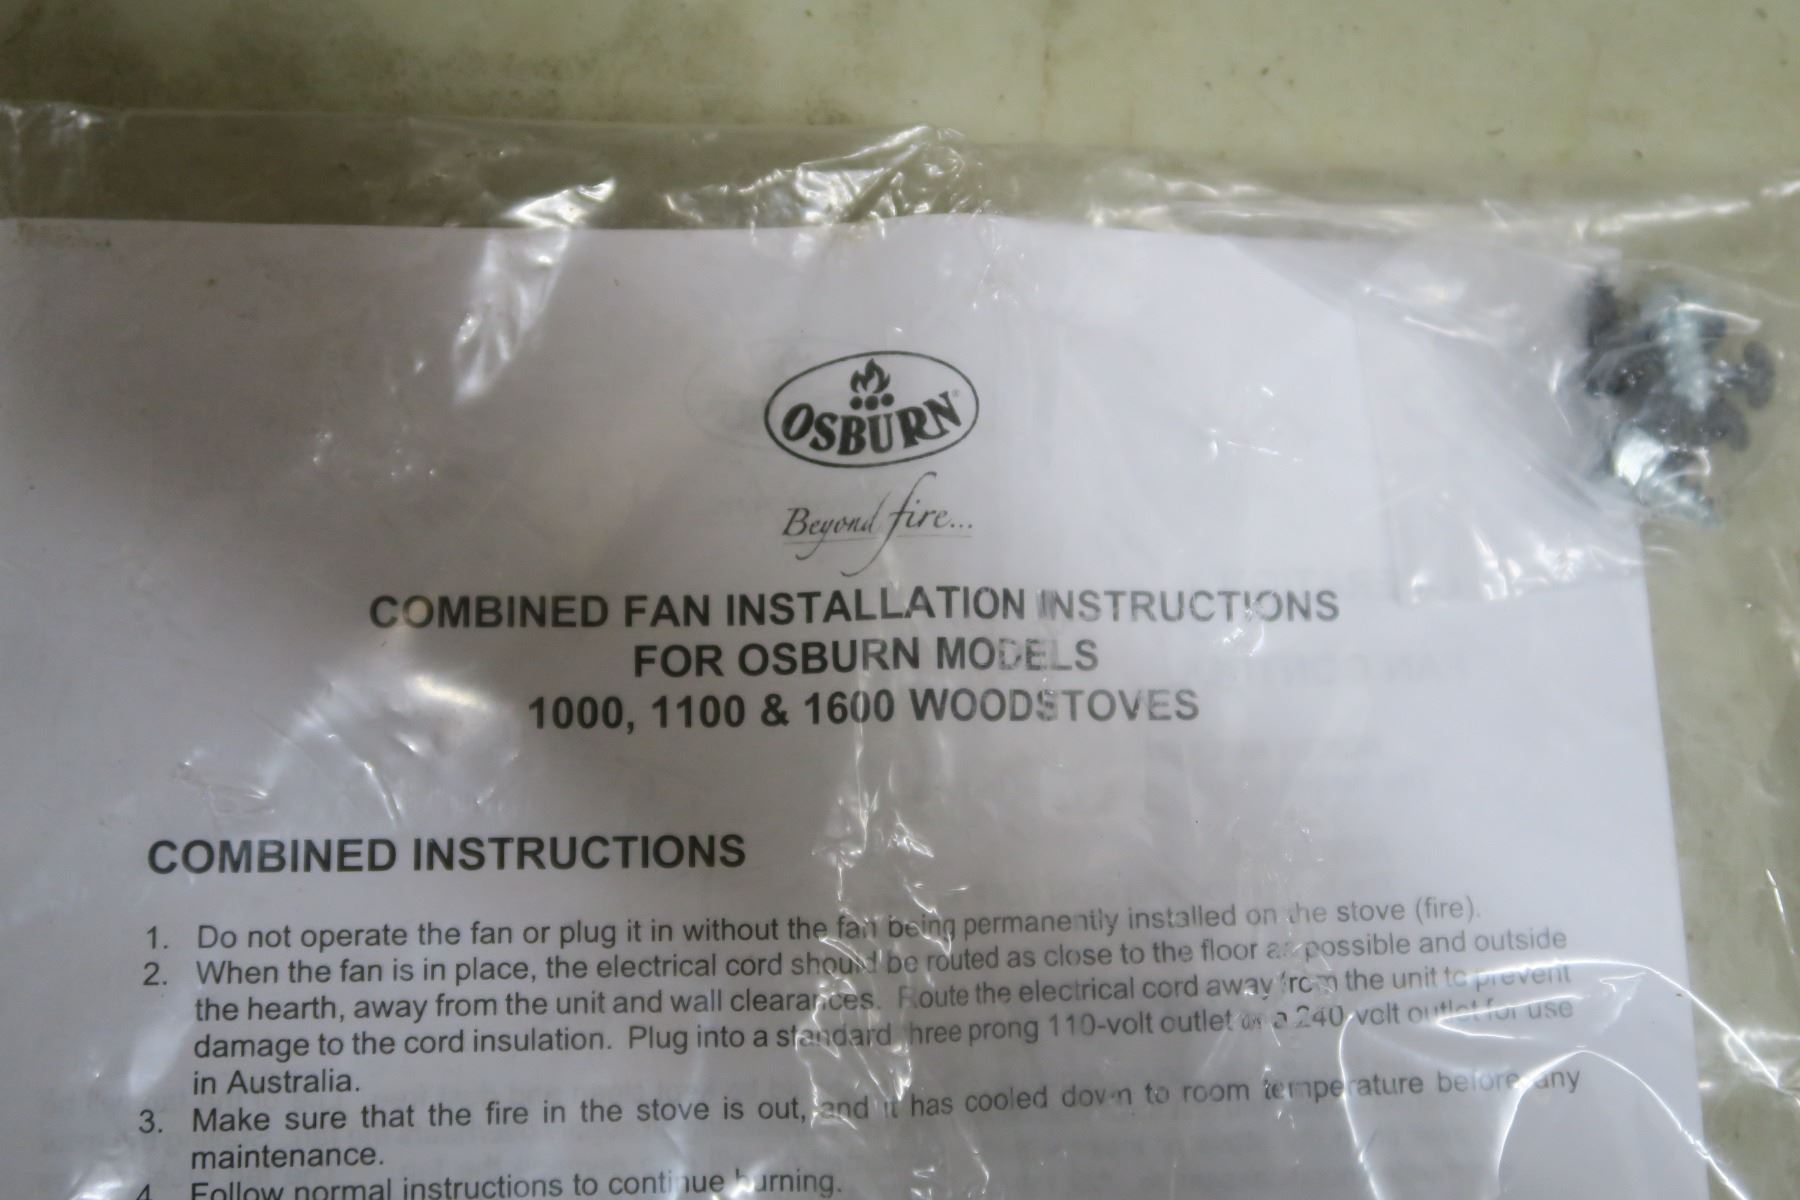 OSBURN®
Beyond fire...
COMBINED FAN INSTALLATION INSTRUCTIONS
FOR OSBURN MODELS
1000, 1100 & 1600 WOODSTOVES
COMBINED INSTRUCTIONS
1. Do not operate the fan or plug it in without the fan being permanently installed on the stove (fire).
2. When the fan is in place, the electrical cord should be routed as close to the floor as possible and outside
the hearth, away from the unit and wall clearances. Route the electrical cord away from the unit to prevent
damage to the cord insulation. Plug into a standard three prong 110-volt outlet or a 240-volt outlet for use
in Australia.
3. Make sure that the fire in the stove is out, and it has cooled down to room temperature before any
maintenance.
4. Follow normal instructions to continue burning.